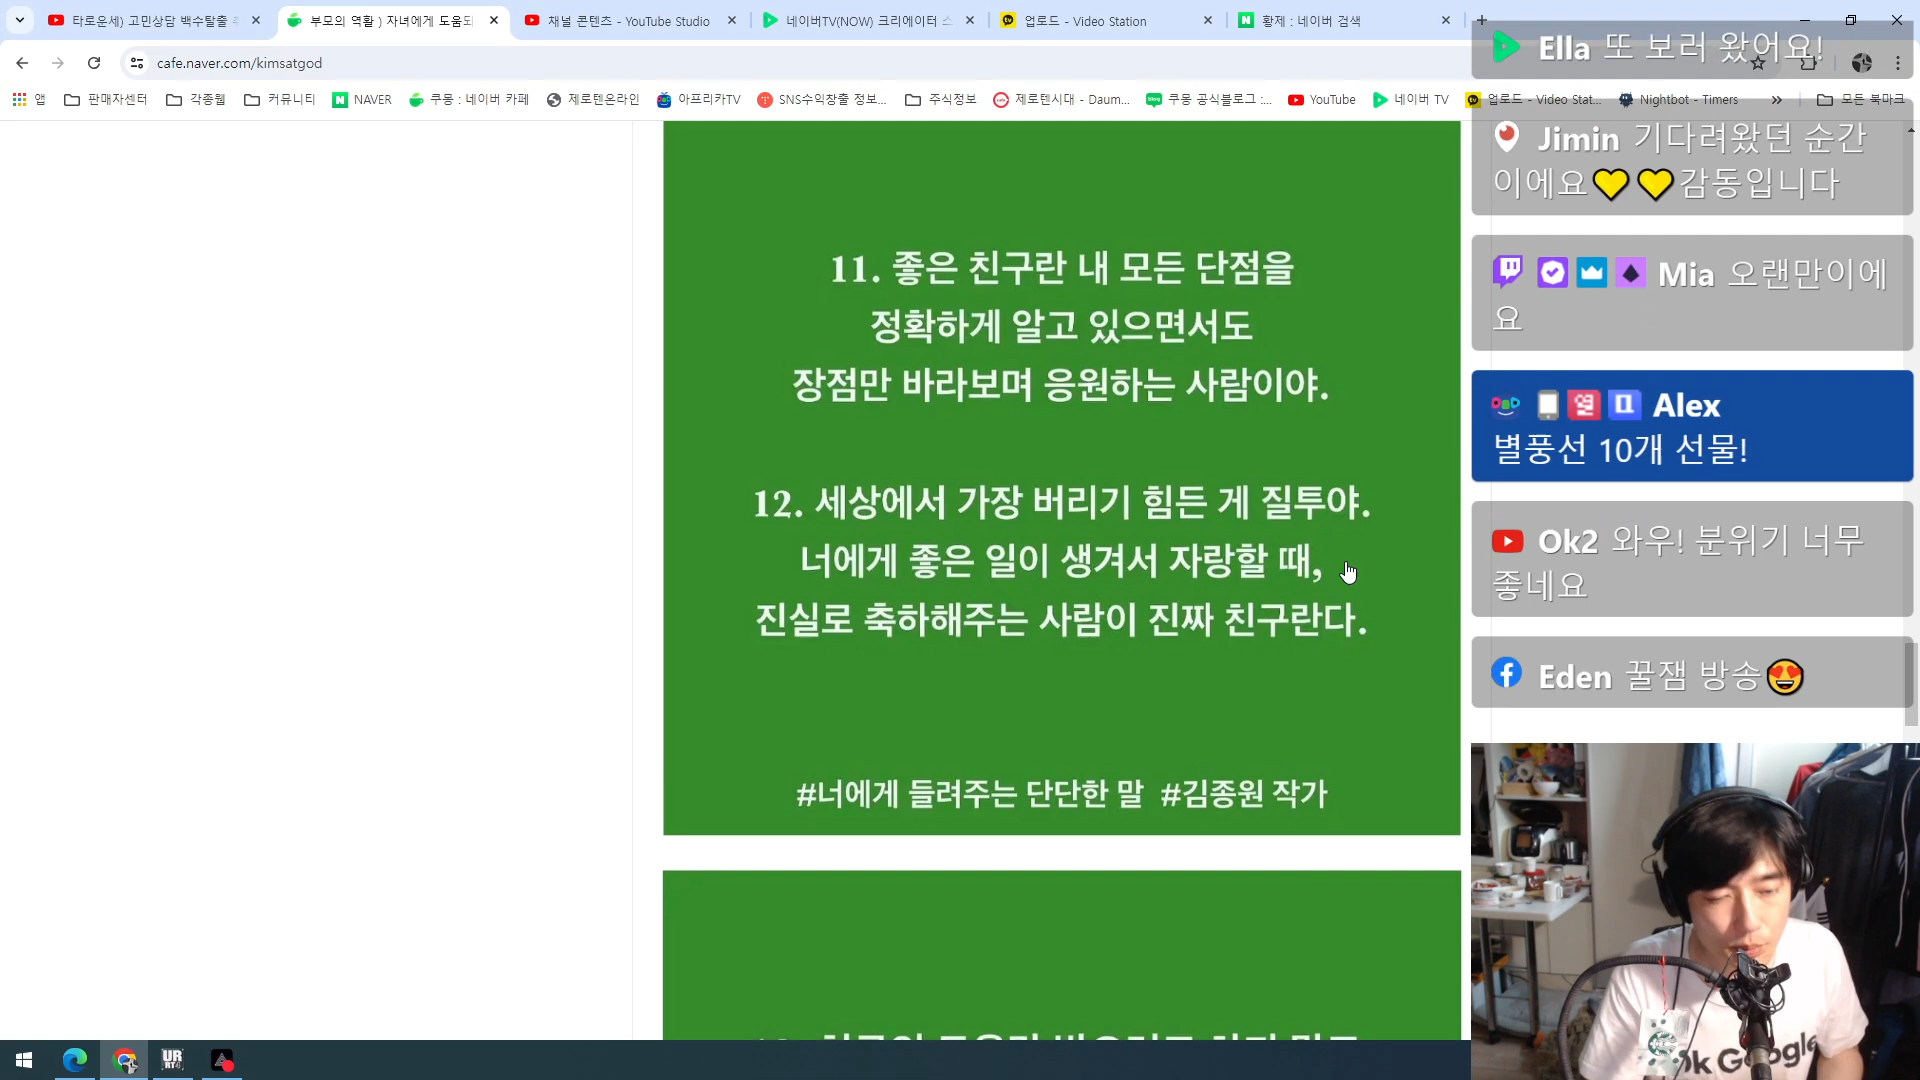 타로운세) 고민상담 백수탈출
부모의 역활 ) 자녀에게 도움되
채널 콘텐츠 - YouTube Studio
네이버TV(NOW) 크리에이터 스
업로드 - Video Station
황제 : 네이버 검색
cafe.naver.com/kimsatgod
앱
판매자센터
각종웹
커뮤니티
NAVER
쿠몽 : 네이버 카페
제로텐온라인
아프리카TV
SNS수익창출 정보...
주식정보
제로텐시대 - Daum...
쿠몽 공식블로그 :...
YouTube
네이버 TV
업로드 - Video Stat...
Nightbot - Timers
모든 북마크
11. 좋은 친구란 내 모든 단점을
정확하게 알고 있으면서도
장점만 바라보며 응원하는 사람이야.
12. 세상에서 가장 버리기 힘든 게 질투야.
너에게 좋은 일이 생겨서 자랑할 때,
진실로 축하해주는 사람이 진짜 친구란다.
#너에게 들려주는 단단한 말 #김종원 작가
Ella 또 보러 왔어요!
Jimin 기다려왔던 순간
이에요💛💛감동입니다
Mia 오랜만이에
요
열 Alex
별풍선 10개 선물!
Ok2 와우! 분위기 너무
좋네요
Eden 꿀잼 방송😍
UR
RT4
Google